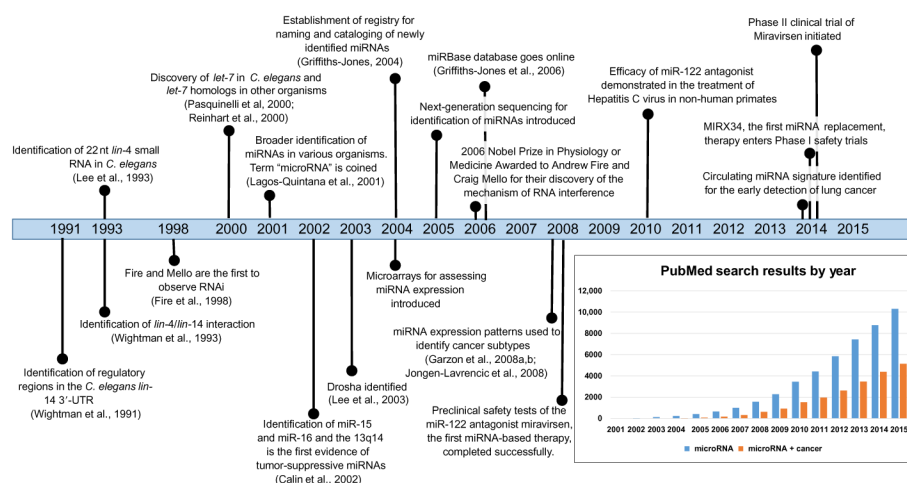 Establishment of registry for
naming and cataloging of newly
identified miRNAs
(Griffiths-Jones, 2004)
Phase II clinical trial of
Miravirsen initiated
miRBase database goes online
(Griffiths-Jones et al., 2006)
Discovery of let-7 in C. elegans and
let-7 homologs in other organisms
(Pasquinelli et al, 2000;
Reinhart et al., 2000)
Efficacy of miR-122 antagonist
demonstrated in the treatment of
Hepatitis C virus in non-human primates
Next-generation sequencing for
identification of miRNAs introduced
Identification of 22nt lin-4 small
RNA in C. elegans
(Lee et al., 1993)
Broader identification of
miRNAs in various organisms.
Term “microRNA” is coined
(Lagos-Quintana et al., 2001)
2006 Nobel Prize in Physiology or
Medicine Awarded to Andrew Fire and
Craig Mello for their discovery of the
mechanism of RNA interference
MIRX34, the first miRNA replacement,
therapy enters Phase I safety trials
Circulating miRNA signature identified
for the early detection of lung cancer
1991 1993 1998 2000 2001 2002 2003 2004 2005 2006 2007 2008 2009 2010 2011 2012 2013 2014 2015
Fire and Mello are the first to
observe RNAi
(Fire et al., 1998)
Microarrays for assessing
miRNA expression
introduced
Identification of lin-4/lin-14 interaction
(Wightman et al., 1993)
miRNA expression patterns used to
identify cancer subtypes
(Garzon et al., 2008a,b;
Jongen-Lavrencic et al., 2008)
Identification of regulatory
regions in the C. elegans lin-
14 3′-UTR
(Wightman et al., 1991)
Drosha identified
(Lee et al., 2003)
Preclinical safety tests of the
miR-122 antagonist miravirsen,
the first miRNA-based therapy,
completed successfully.
Identification of miR-15
and miR-16 and the 13q14
is the first evidence of
tumor-suppressive miRNAs
(Calin et al., 2002)
PubMed search results by year
12,000
10,000
8000
6000
4000
2000
0
2001 2002 2003 2004 2005 2006 2007 2008 2009 2010 2011 2012 2013 2014 2015
microRNA microRNA + cancer